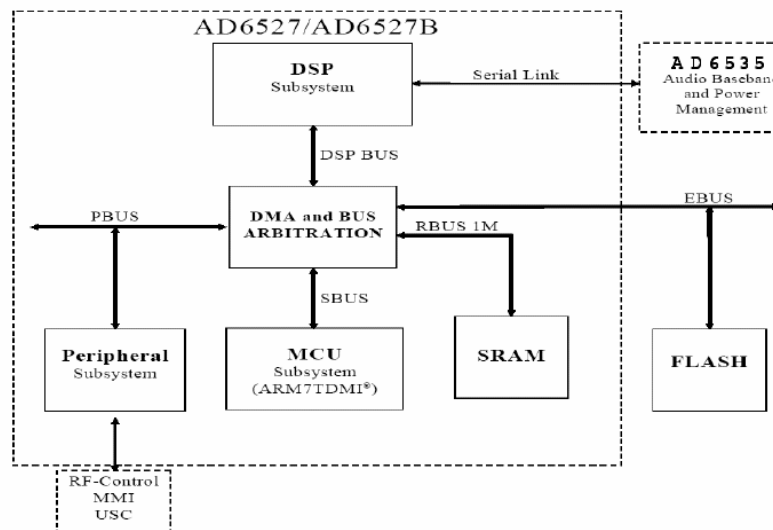 AD6527/AD6527B
DSP
Subsystem
Serial Link
AD6535
Audio Baseband
and Power
Management
DSP BUS
PBUS
DMA and BUS
ARBITRATION
EBUS
RBUS 1M
SBUS
Peripheral
Subsystem
MCU
Subsystem
(ARM7TDMI®)
SRAM
FLASH
RF-Control
MMI
USC